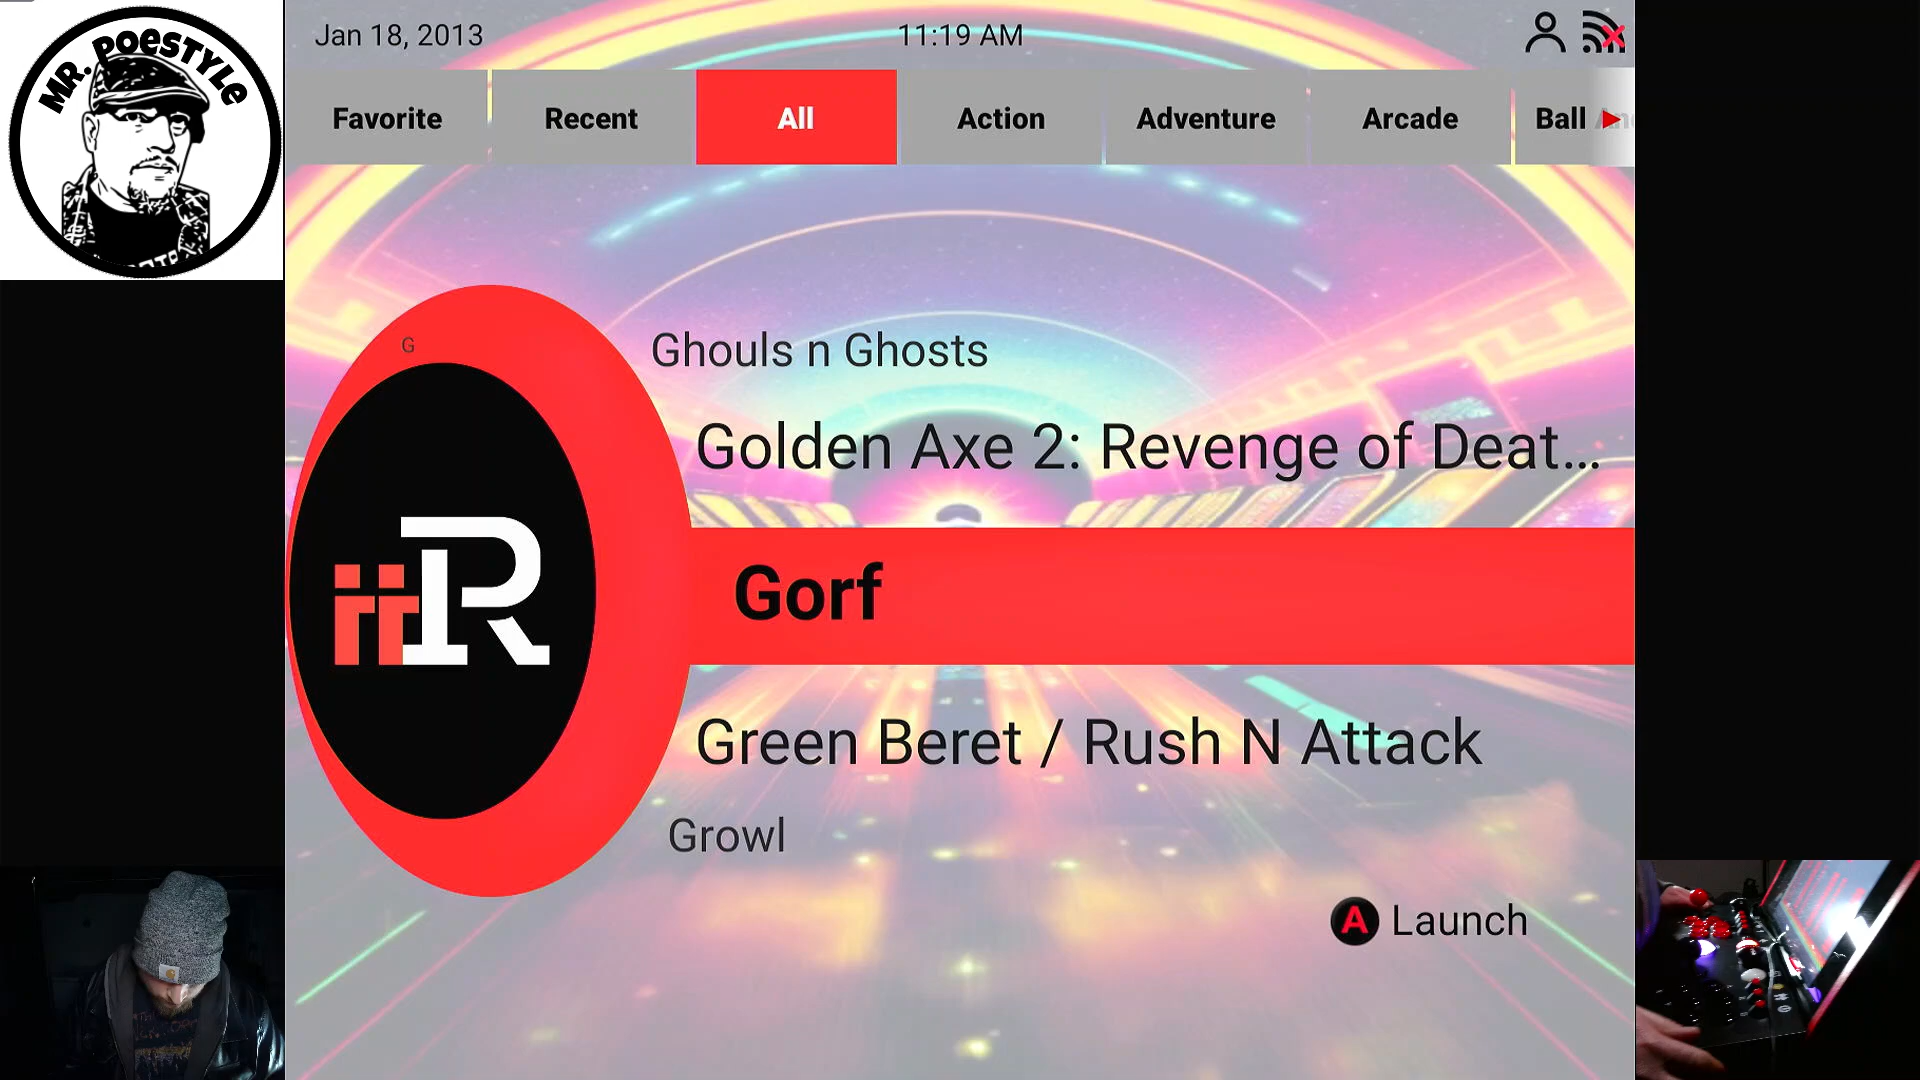 MR. POESTYLE
Jan 18, 2013
11:19 AM
Favorite
Recent
All
Action
Adventure
Arcade
Ball
G
Ghouls n Ghosts
Golden Axe 2: Revenge of Deat...
Gorf
Green Beret / Rush N Attack
Growl
iiR
A Launch